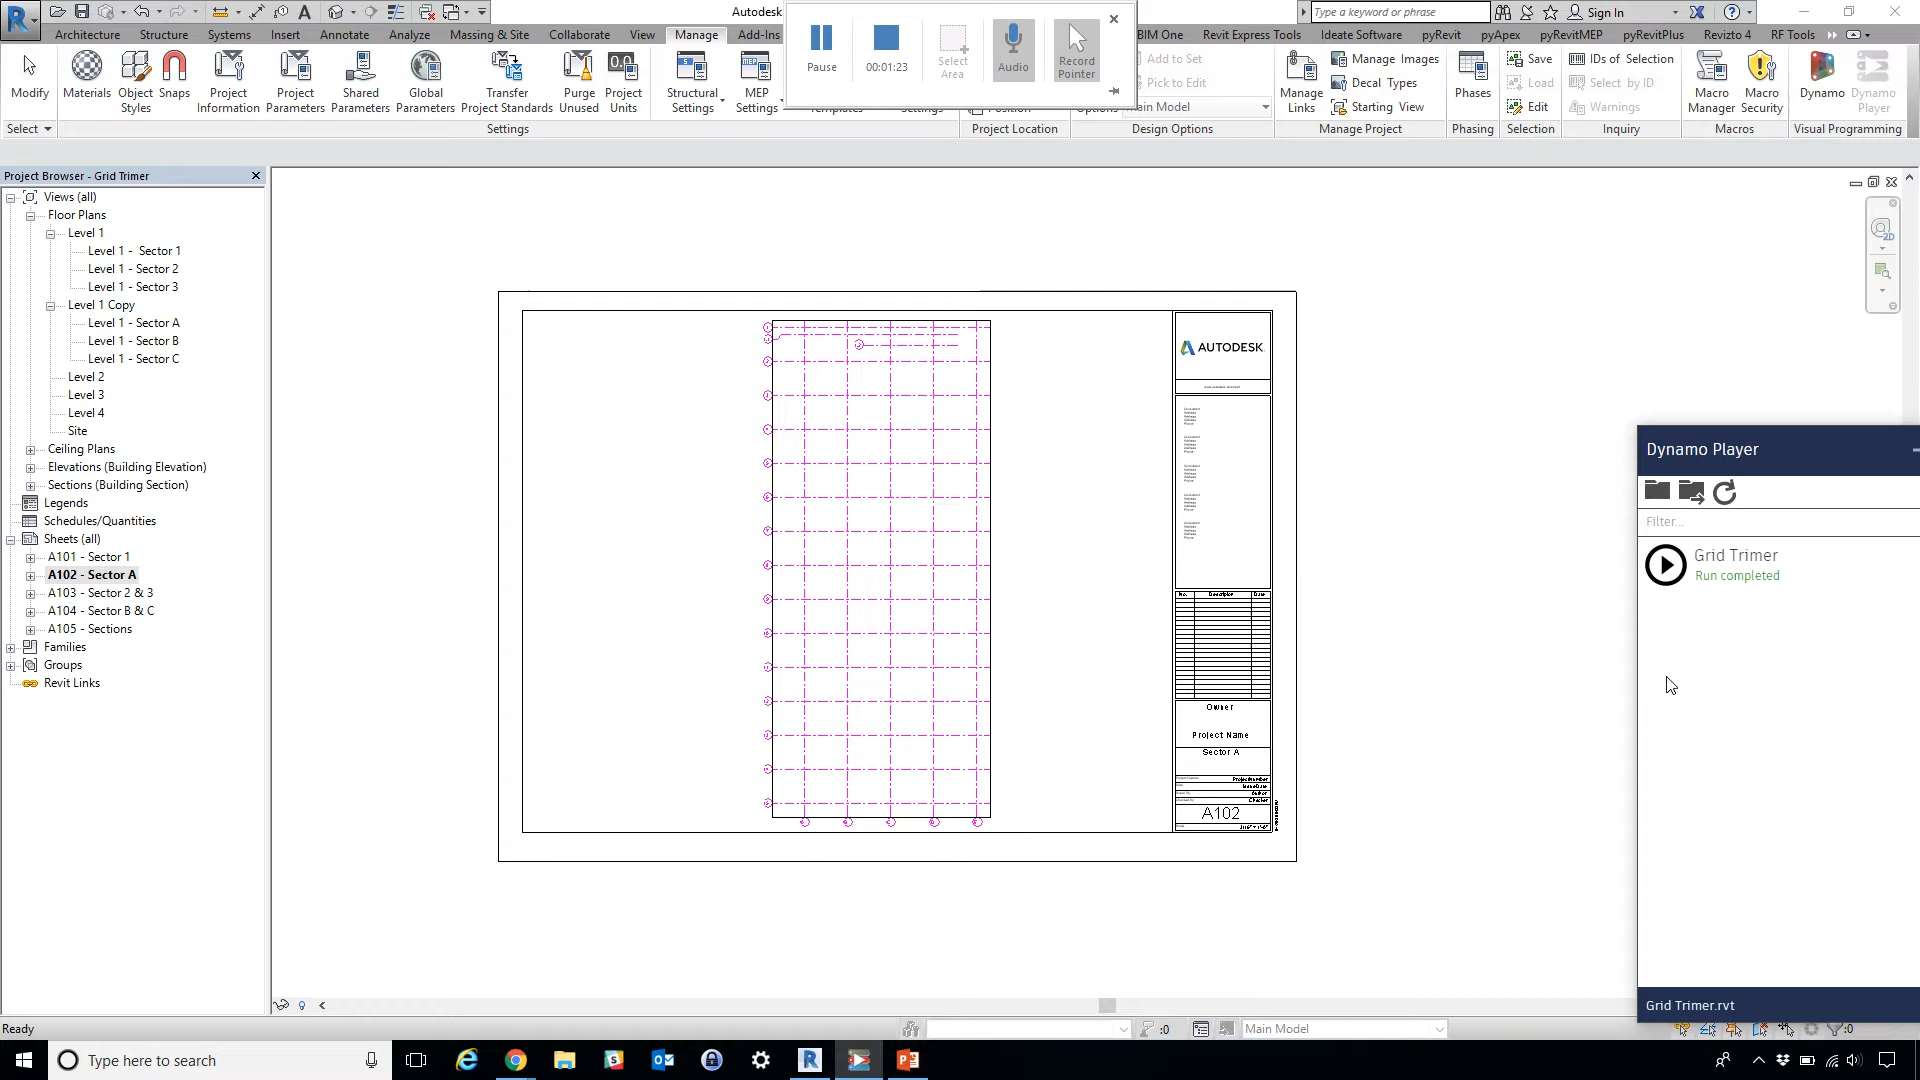 Autodesk
Type a keyword or phrase
Sign In
Architecture
Structure
Systems
Insert
Annotate
Analyze
Massing & Site
Collaborate
View
Manage
Add-Ins
BIM One
Revit Express Tools
Ideate Software
pyRevit
pyApex
pyRevitMEP
pyRevitPlus
Revizto 4
RF Tools
Pause
00:01:23
Select Area
Audio
Record Pointer
Modify
Materials
Object Styles
Snaps
Project Information
Project Parameters
Shared Parameters
Global Parameters
Transfer Project Standards
Purge Unused
Project Units
Structural Settings
MEP Settings
Add to Set
Pick to Edit
Main Model
Manage Links
Manage Images
Decal Types
Starting View
Phases
Save
Load
Edit
IDs of Selection
Select by ID
Warnings
Macro Manager
Macro Security
Dynamo
Dynamo Player
Select
Settings
Project Location
Design Options
Manage Project
Phasing
Selection
Inquiry
Macros
Visual Programming
Project Browser - Grid Trimer
Views (all)
Floor Plans
Level 1
Level 1 - Sector 1
Level 1 - Sector 2
Level 1 - Sector 3
Level 1 Copy
Level 1 - Sector A
Level 1 - Sector B
Level 1 - Sector C
Level 2
Level 3
Level 4
Site
Ceiling Plans
Elevations (Building Elevation)
Sections (Building Section)
Legends
Schedules/Quantities
Sheets (all)
A101 - Sector 1
A102 - Sector A
A103 - Sector 2 & 3
A104 - Sector B & C
A105 - Sections
Families
Groups
Revit Links
AUTODESK
Owner
Project Name
Sector A
A102
2D
Dynamo Player
Filter...
Grid Trimer
Run completed
Grid Trimer.rvt
Ready
:0
Main Model
:0
Type here to search